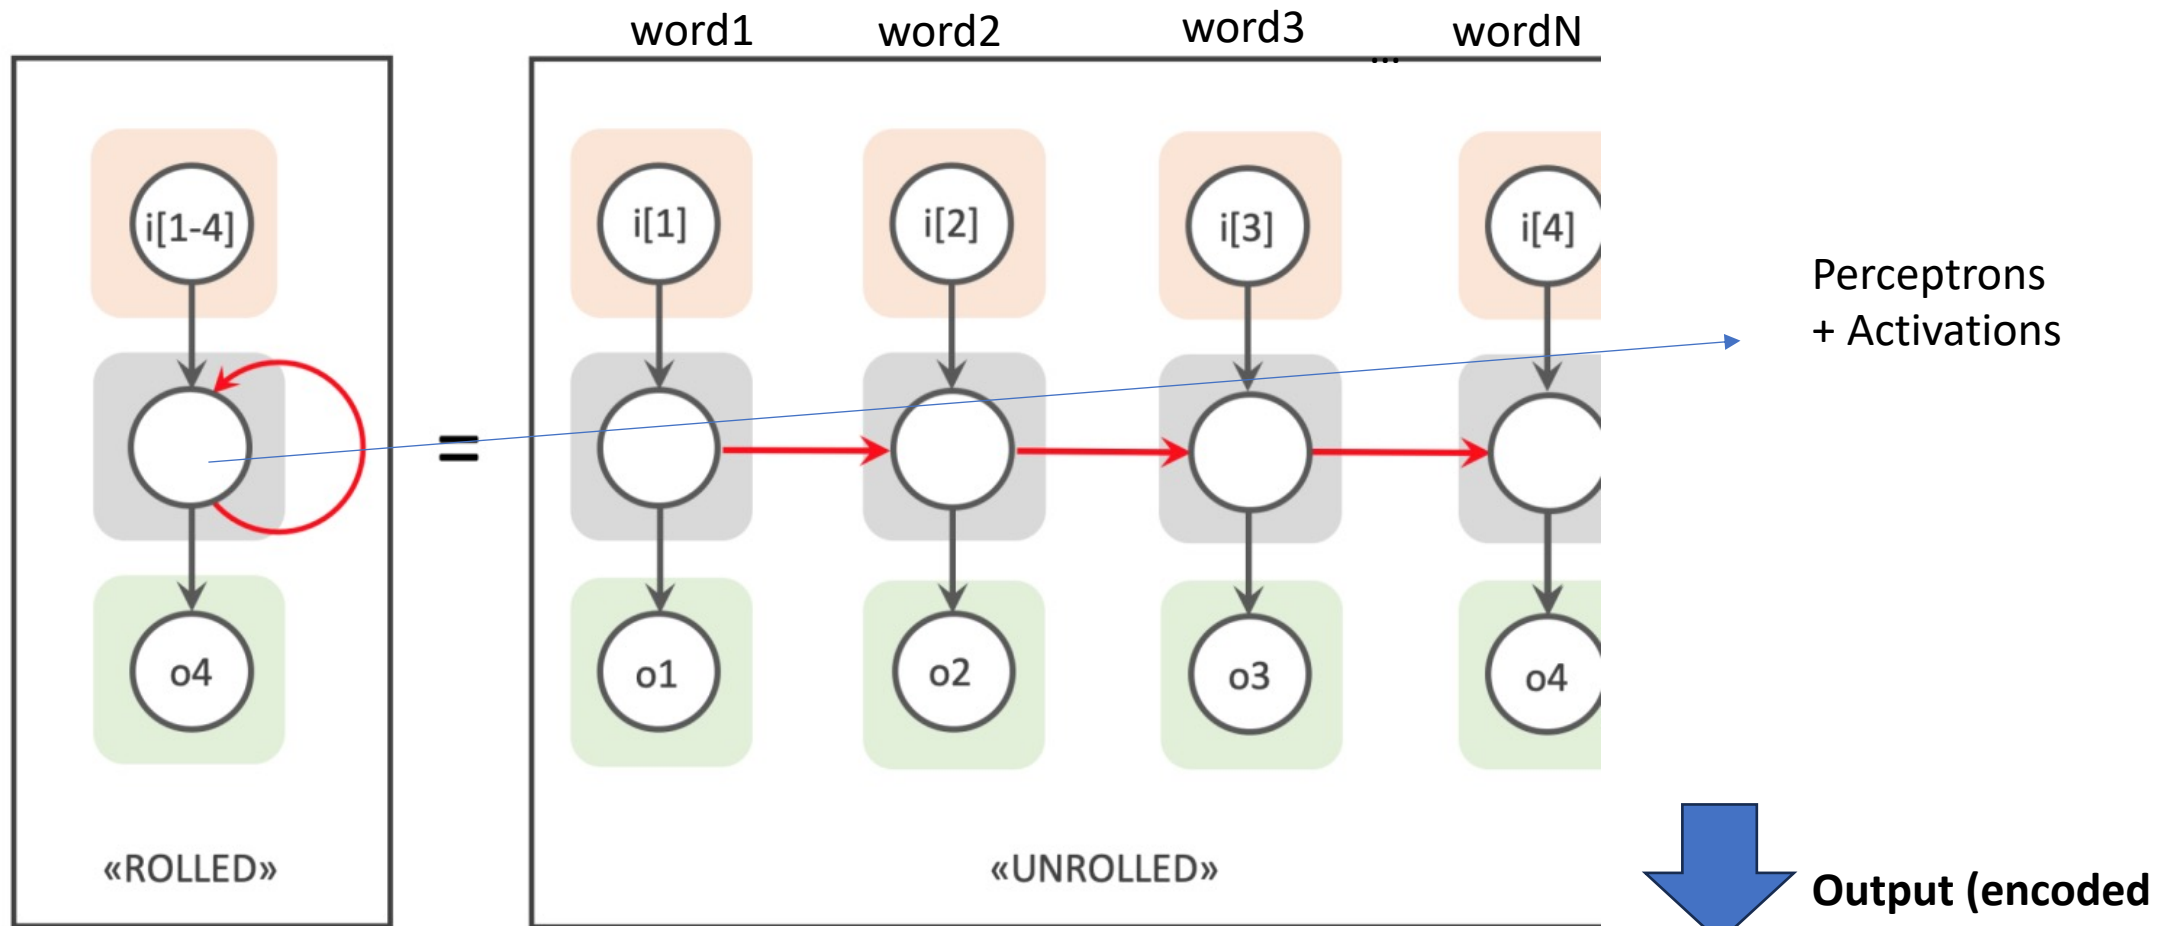 word1 word2 word3 wordN
...
i[1-4] i[1] i[2] i[3] i[4]
Perceptrons
+ Activations
=
o4 o1 o2 o3 o4
«ROLLED» «UNROLLED»
Output (encoded